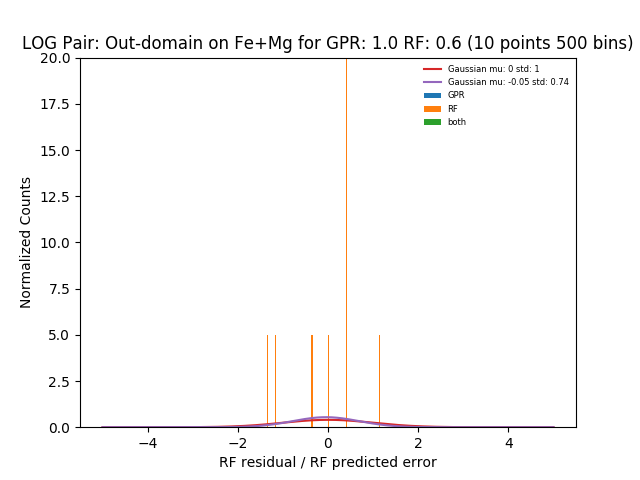 LOG Pair: Out-domain on Fe+Mg for GPR: 1.0 RF: 0.6 (10 points 500 bins)
Gaussian mu: 0 std: 1
Gaussian mu: -0.05 std: 0.74
GPR
RF
both
Normalized Counts
20.0
17.5
15.0
12.5
10.0
7.5
5.0
2.5
0.0
−4 −2 0 2 4
RF residual / RF predicted error